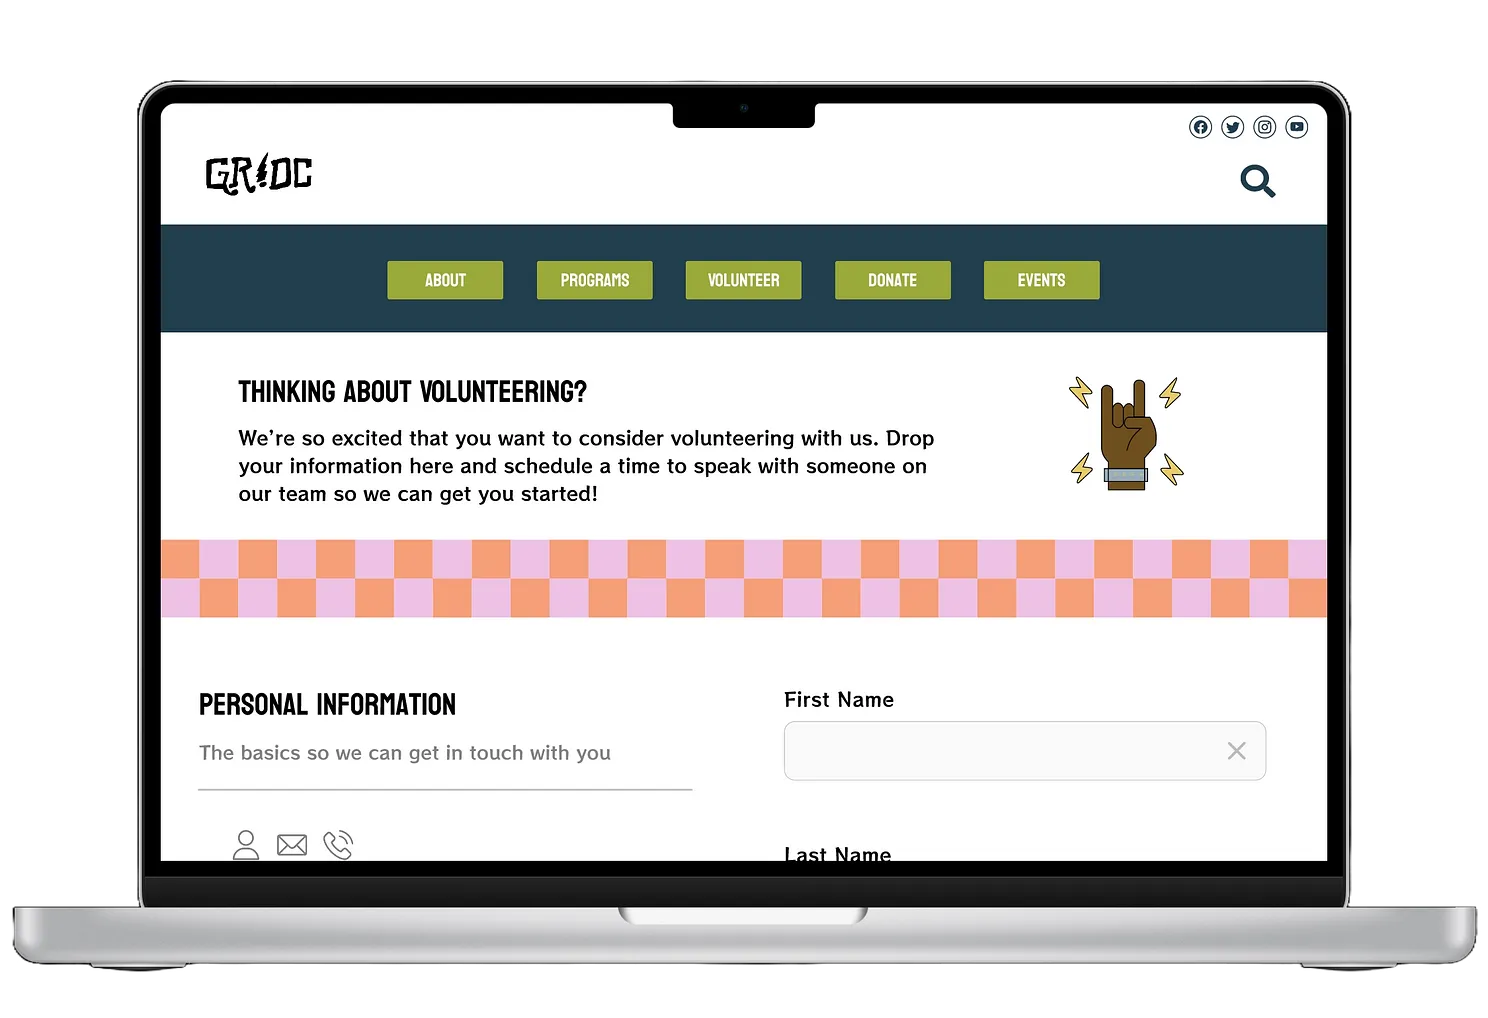 GR!DC
ABOUT PROGRAMS VOLUNTEER DONATE EVENTS
THINKING ABOUT VOLUNTEERING?
We’re so excited that you want to consider volunteering with us. Drop
your information here and schedule a time to speak with someone on
our team so we can get you started!
PERSONAL INFORMATION
The basics so we can get in touch with you
First Name
Last Name